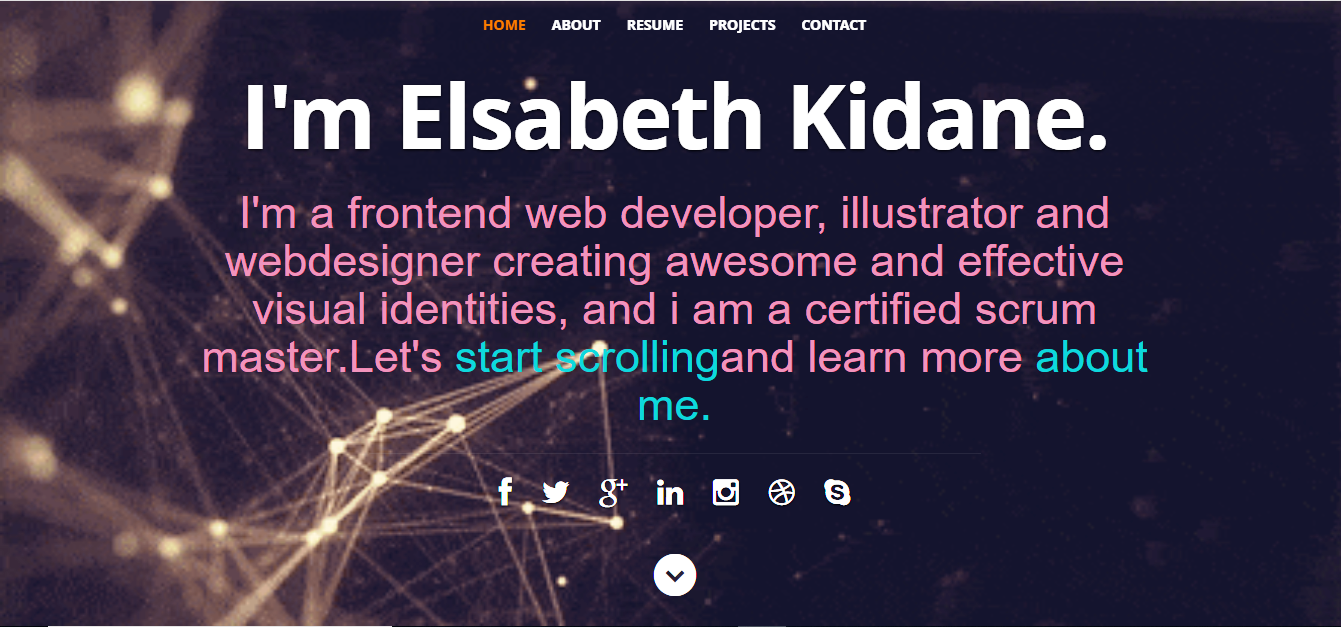 HOME ABOUT RESUME PROJECTS CONTACT
I'm Elsabeth Kidane.
I'm a frontend web developer, illustrator and
webdesigner creating awesome and effective
visual identities, and i am a certified scrum
master.Let's start scrollingand learn more about
me.